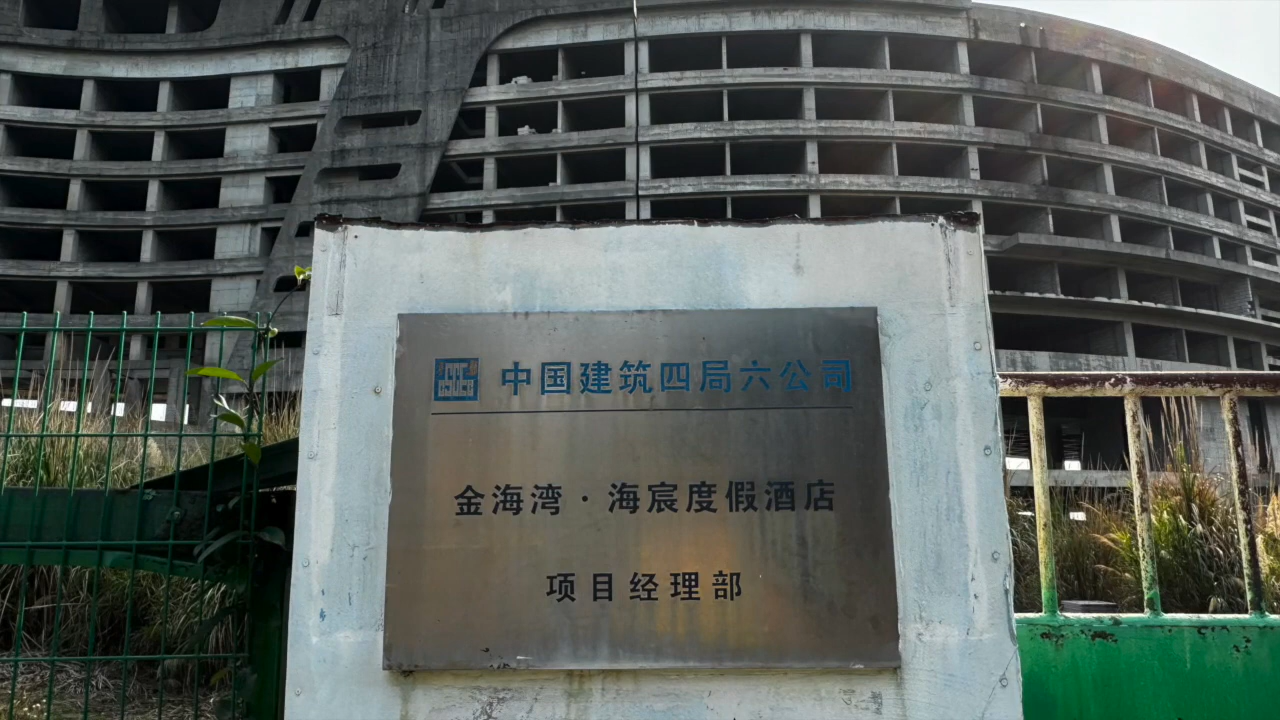 中国建筑四局六公司
金海湾·海宸度假酒店
项目经理部